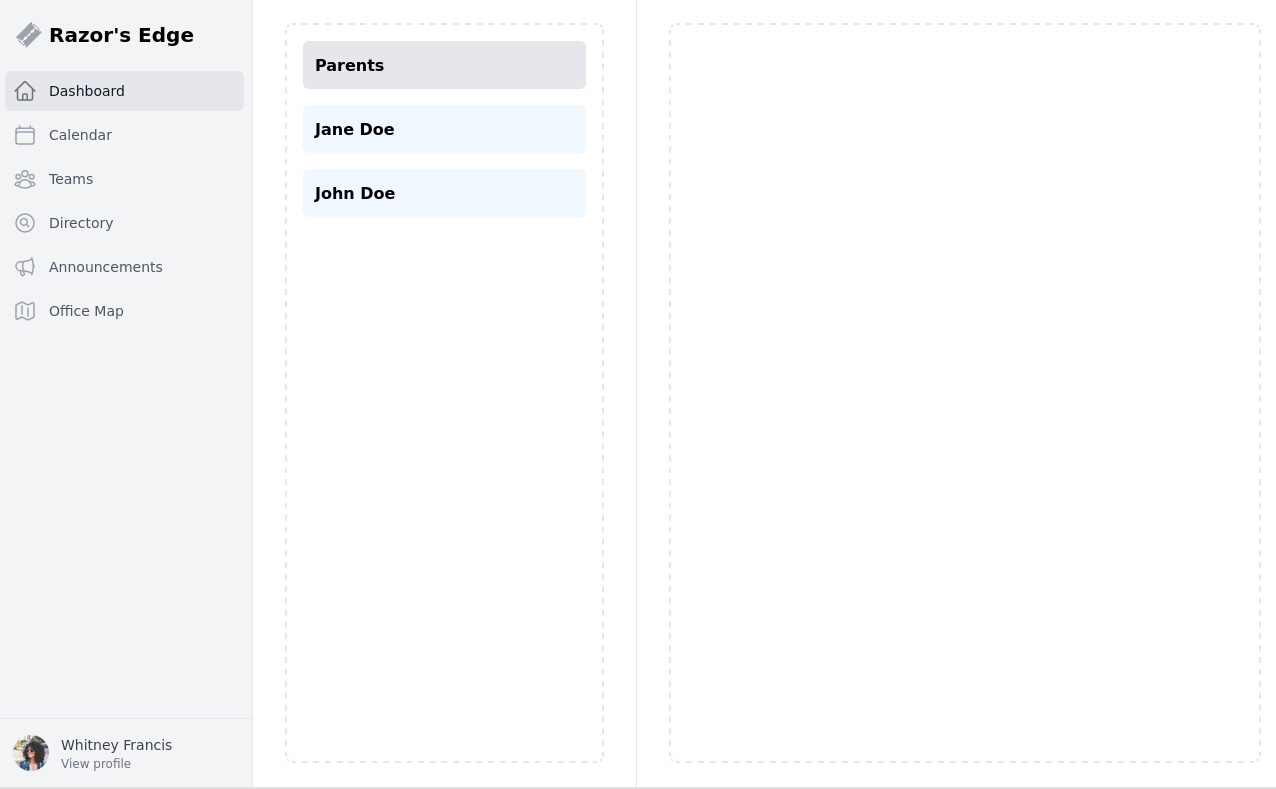 Razor's Edge
Dashboard
Calendar
Teams
Directory
Announcements
Office Map
Whitney Francis
View profile
Parents
Jane Doe
John Doe